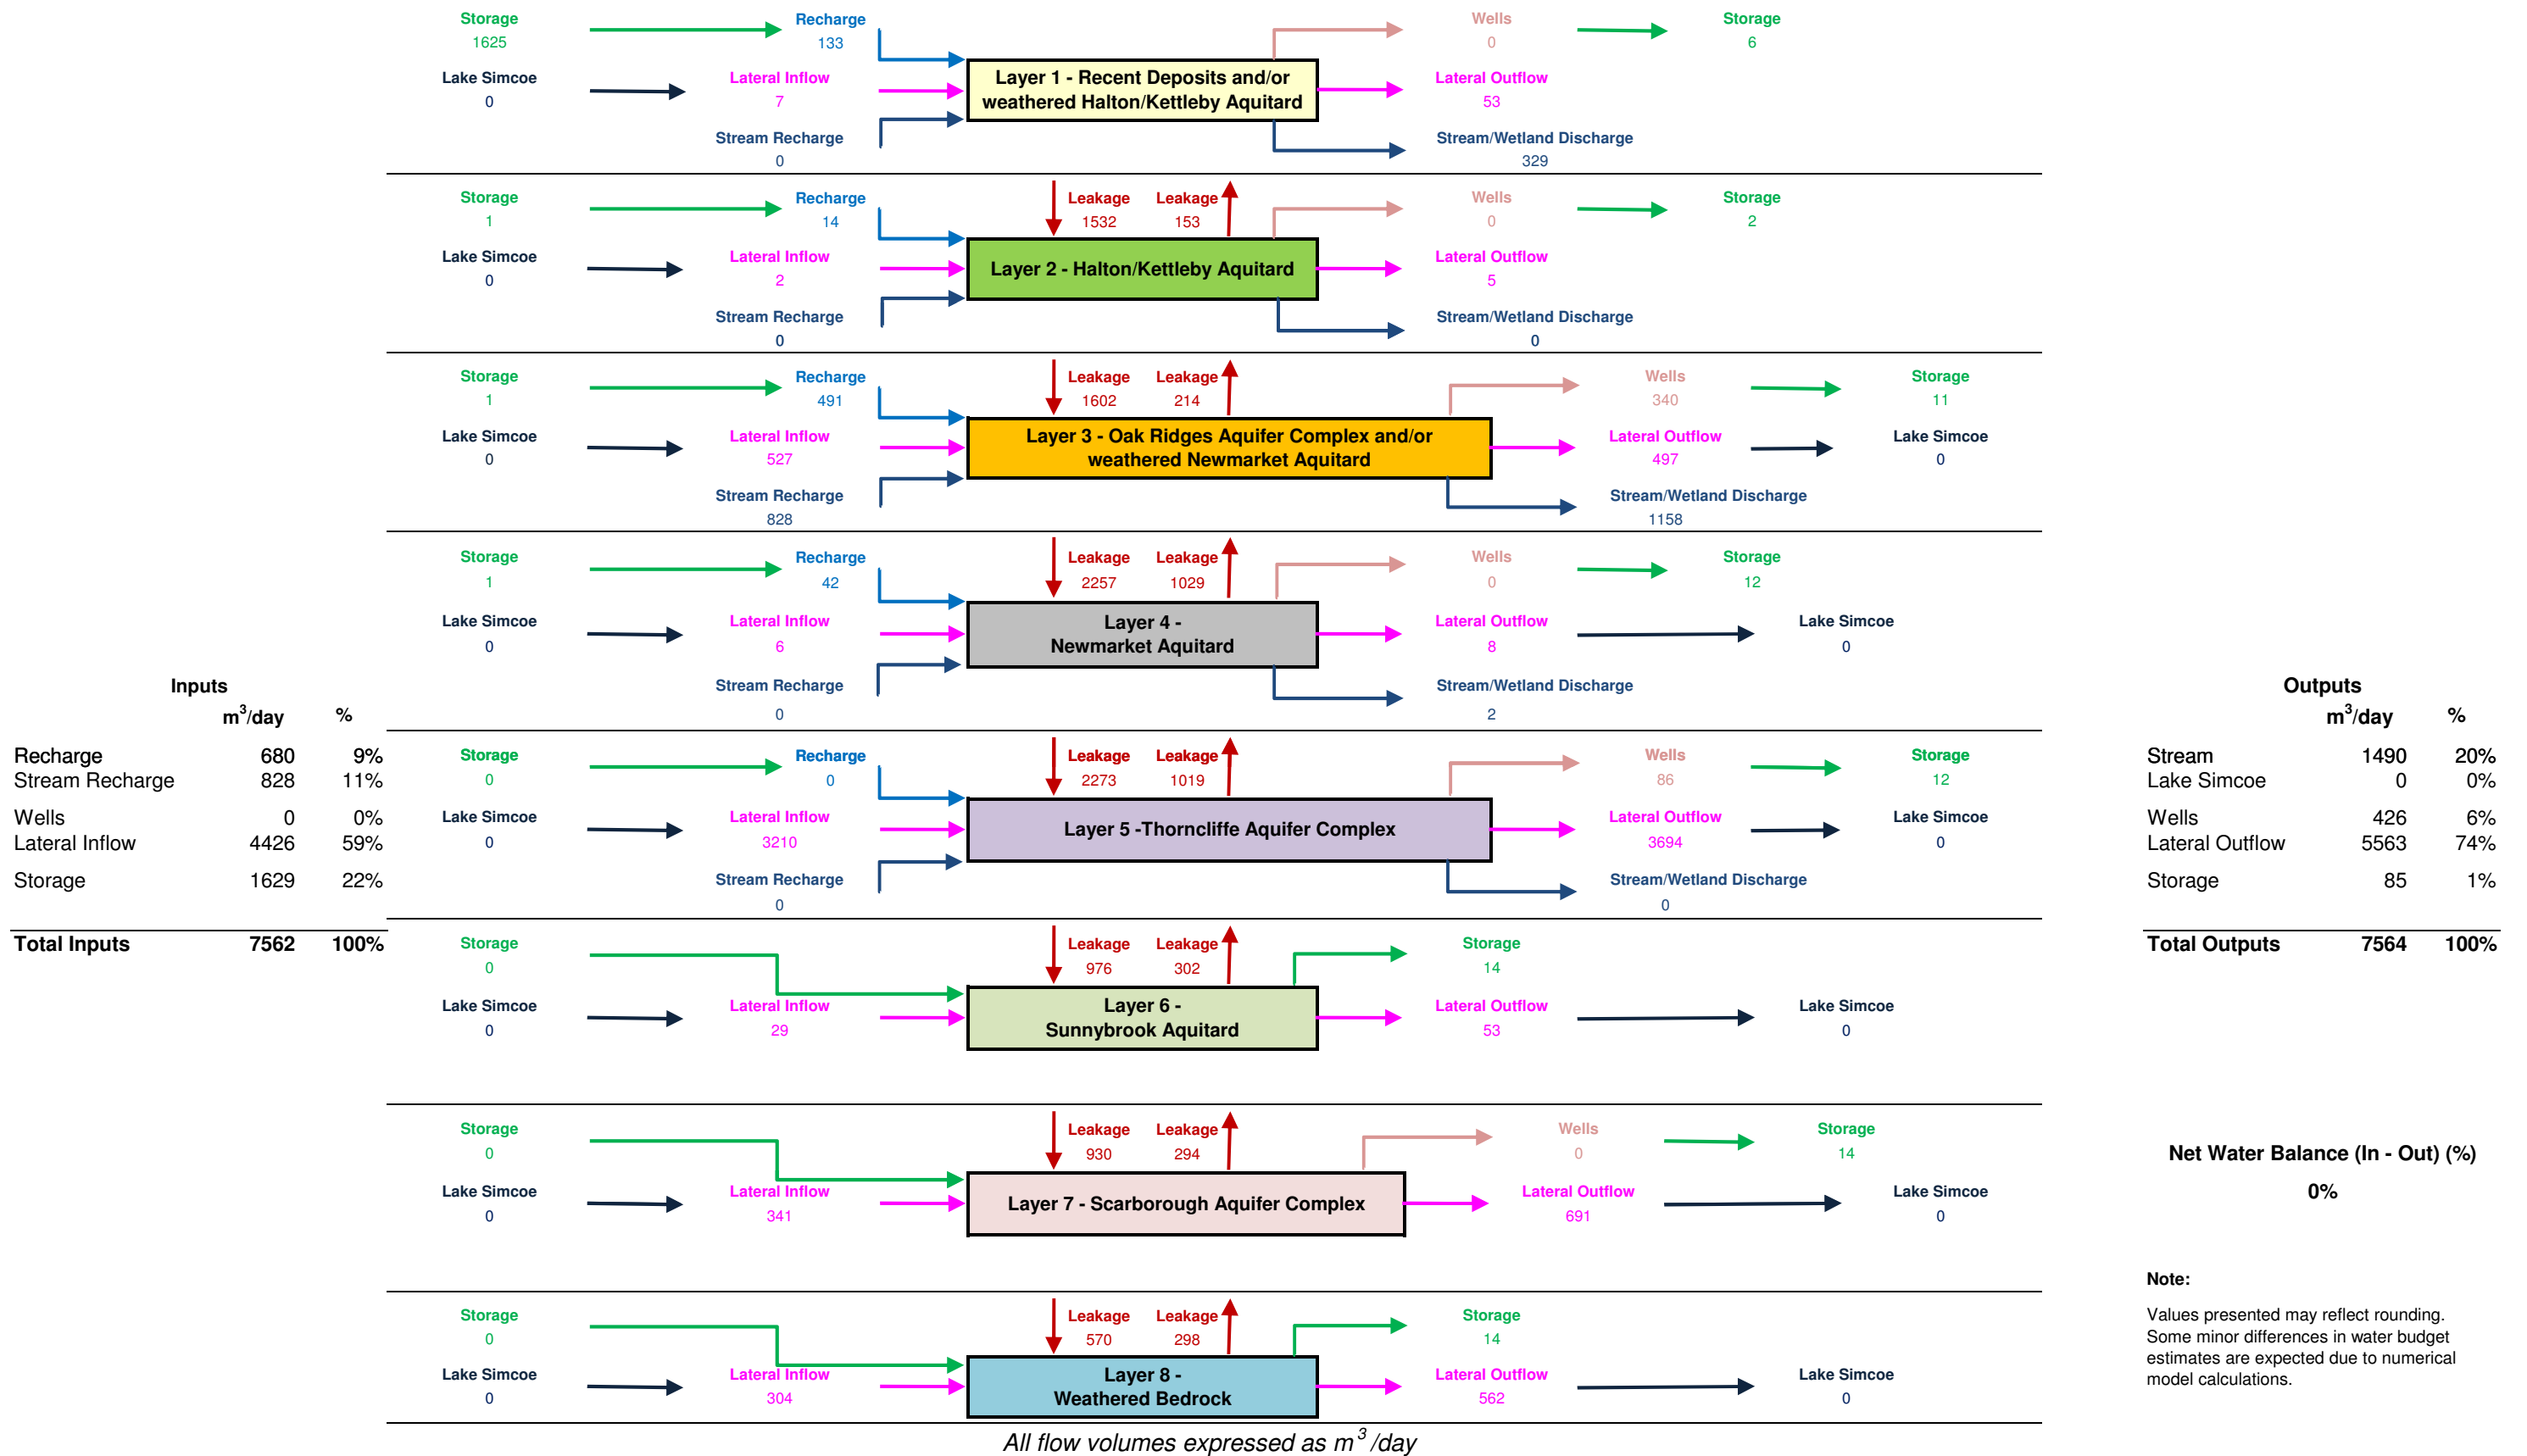 Storage Recharge Wells Storage
1625 133 0 6
Lake Simcoe Lateral Inflow Layer 1 - Recent Deposits and/or Lateral Outflow
0 7 weathered Halton/Kettleby Aquitard 53
Stream Recharge Stream/Wetland Discharge
0 329
Storage Recharge Leakage Leakage Wells Storage
1 14 1532 153 0 2
Lake Simcoe Lateral Inflow Layer 2 - Halton/Kettleby Aquitard Lateral Outflow
0 2 5
Stream Recharge Stream/Wetland Discharge
0 0
Storage Recharge Leakage Leakage Wells Storage
1 491 1602 214 340 11
Lake Simcoe Lateral Inflow Layer 3 - Oak Ridges Aquifer Complex and/or Lateral Outflow Lake Simcoe
0 527 weathered Newmarket Aquitard 497 0
Stream Recharge Stream/Wetland Discharge
828 1158
Storage Recharge Leakage Leakage Wells Storage
1 42 2257 1029 0 12
Lake Simcoe Lateral Inflow Layer 4 - Lateral Outflow Lake Simcoe
0 6 Newmarket Aquitard 8 0
Stream Recharge Stream/Wetland Discharge
0 2
Storage Recharge Leakage Leakage Wells Storage
0 0 2273 1019 86 12
Lake Simcoe Lateral Inflow Layer 5 -Thorncliffe Aquifer Complex Lateral Outflow Lake Simcoe
0 3210 3694 0
Stream Recharge Stream/Wetland Discharge
0 0
Storage Leakage Leakage Storage
0 976 302 14
Lake Simcoe Lateral Inflow Layer 6 - Lateral Outflow Lake Simcoe
0 29 Sunnybrook Aquitard 53 0
Storage Leakage Leakage Wells Storage
0 930 294 0 14
Lake Simcoe Lateral Inflow Layer 7 - Scarborough Aquifer Complex Lateral Outflow Lake Simcoe
0 341 691 0
Storage Leakage Leakage Storage
0 570 298 14
Lake Simcoe Lateral Inflow Layer 8 - Lateral Outflow Lake Simcoe
0 304 Weathered Bedrock 562 0
All flow volumes expressed as m³/day
Inputs
m³/day %
Recharge 680 9%
Stream Recharge 828 11%
Wells 0 0%
Lateral Inflow 4426 59%
Storage 1629 22%
Total Inputs 7562 100%
Outputs
m³/day %
Stream 1490 20%
Lake Simcoe 0 0%
Wells 426 6%
Lateral Outflow 5563 74%
Storage 85 1%
Total Outputs 7564 100%
Net Water Balance (In - Out) (%)
0%
Note:
Values presented may reflect rounding.
Some minor differences in water budget
estimates are expected due to numerical
model calculations.